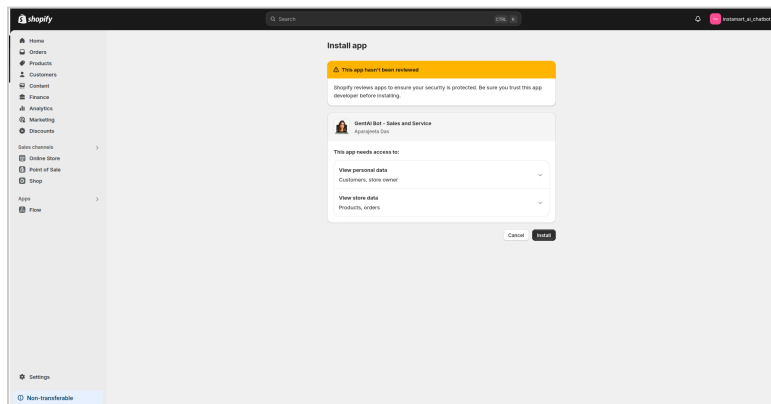 shopify
Search
CTRL K
instamart_ai_chatbot
Home
Orders
Products
Customers
Content
Finance
Analytics
Marketing
Discounts
Sales channels
Online Store
Point of Sale
Shop
Apps
Flow
Settings
Non-transferable
Install app
This app hasn't been reviewed
Shopify reviews apps to ensure your security is protected. Be sure you trust this app
developer before installing.
GentAI Bot - Sales and Service
Aparajeeta Das
This app needs access to:
View personal data
Customers, store owner
View store data
Products, orders
Cancel
Install